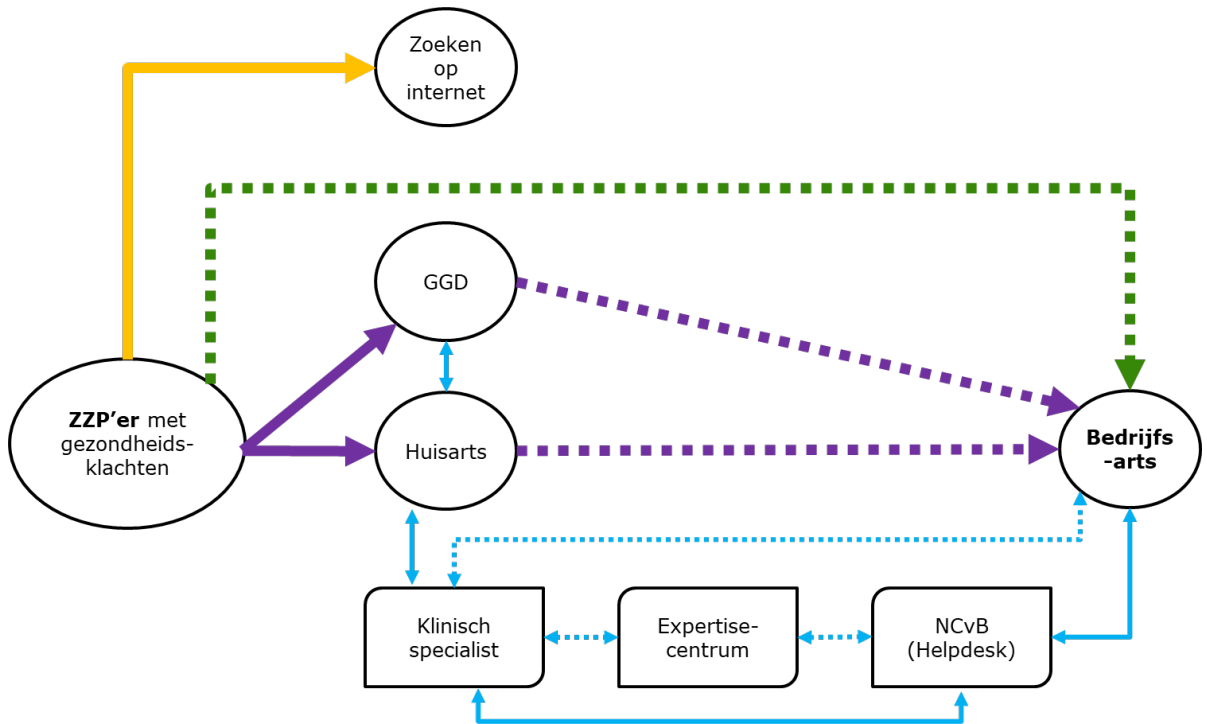 Zoeken
op
internet
GGD
ZZP’er met
gezondheids-
klachten
Huisarts
Bedrijfs
-arts
Klinisch
specialist
Expertise-
centrum
NCvB
(Helpdesk)